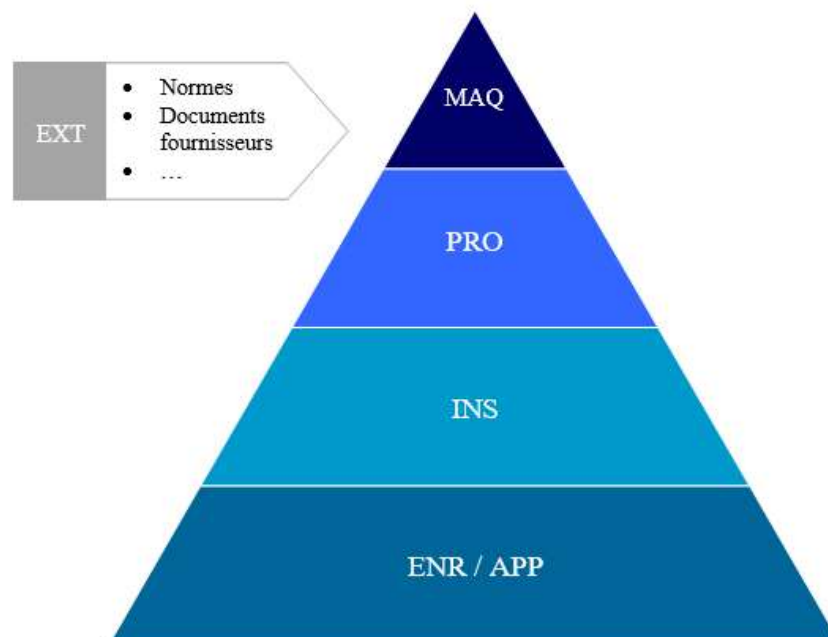 MAQ
EXT
• Normes
• Documents
fournisseurs
• …
PRO
INS
ENR / APP